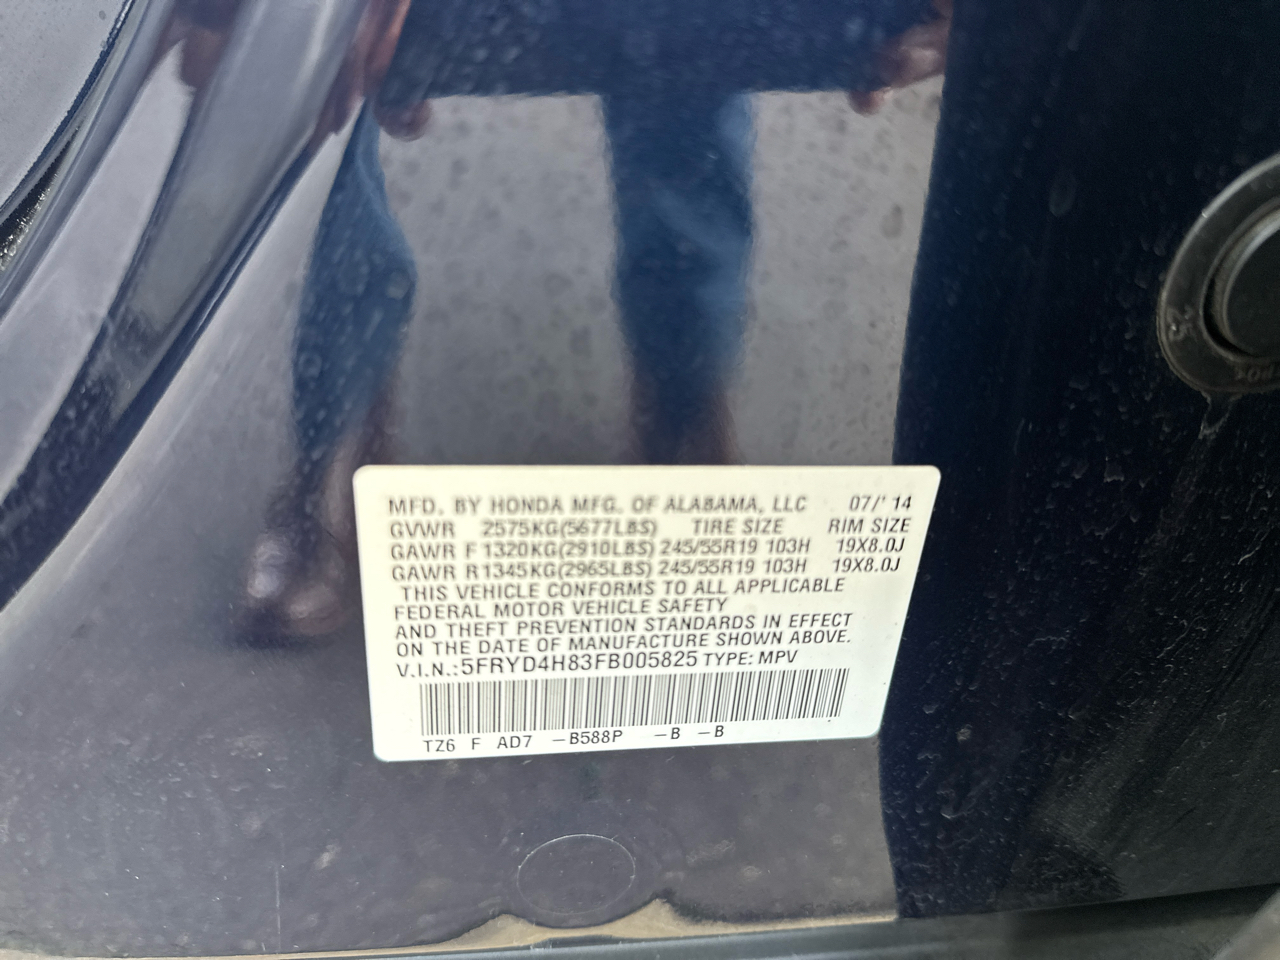 MFD. BY HONDA MFG. OF ALABAMA, LLC 07/'14
GVWR 2575KG(5677LBS) TIRE SIZE RIM SIZE
GAWR F 1320KG(2910LBS) 245/55R19 103H 19X8.0J
GAWR R1345KG(2965LBS) 245/55R19 103H 19X8.0J
THIS VEHICLE CONFORMS TO ALL APPLICABLE
FEDERAL MOTOR VEHICLE SAFETY
AND THEFT PREVENTION STANDARDS IN EFFECT
ON THE DATE OF MANUFACTURE SHOWN ABOVE.
V.I.N.:5FRYD4H83FB005825 TYPE: MPV
TZ6 F AD7 -B588P -B -B